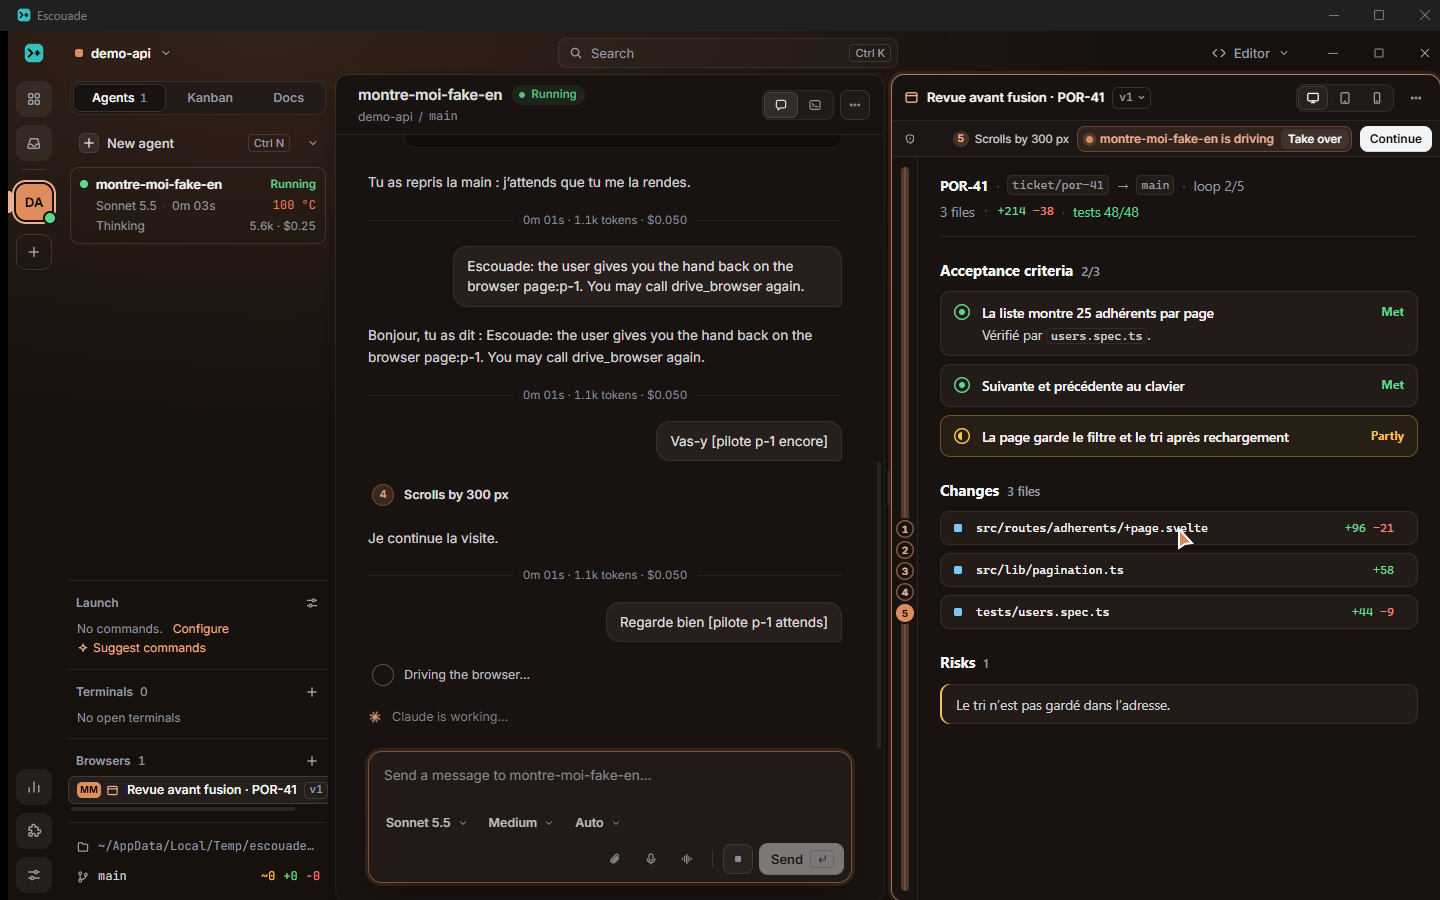 Escouade
demo-api
Search
Ctrl K
Editor
Agents 1
Kanban
Docs
New agent
Ctrl N
montre-moi-fake-en
Running
Sonnet 5.5 · 0m 03s
100 °C
Thinking
5.6k · $0.25
DA
Launch
No commands. Configure
Suggest commands
Terminals 0
No open terminals
Browsers 1
MM
Revue avant fusion · POR-41
v1
~/AppData/Local/Temp/escouade…
main
~0 +0 -0
montre-moi-fake-en
Running
demo-api / main
Tu as repris la main : j’attends que tu me la rendes.
0m 01s · 1.1k tokens · $0.050
Escouade: the user gives you the hand back on the
browser page:p-1. You may call drive_browser again.
Bonjour, tu as dit : Escouade: the user gives you the hand back on the
browser page:p-1. You may call drive_browser again.
0m 01s · 1.1k tokens · $0.050
Vas-y [pilote p-1 encore]
4 Scrolls by 300 px
Je continue la visite.
0m 01s · 1.1k tokens · $0.050
Regarde bien [pilote p-1 attends]
Driving the browser...
Claude is working...
Send a message to montre-moi-fake-en...
Sonnet 5.5
Medium
Auto
Send
Revue avant fusion · POR-41
v1
5 Scrolls by 300 px
montre-moi-fake-en is driving
Take over
Continue
POR-41 · ticket/por-41 → main · loop 2/5
3 files · +214 −38 · tests 48/48
Acceptance criteria 2/3
La liste montre 25 adhérents par page
Met
Vérifié par users.spec.ts.
Suivante et précédente au clavier
Met
La page garde le filtre et le tri après rechargement
Partly
Changes 3 files
src/routes/adherents/+page.svelte
+96 −21
src/lib/pagination.ts
+58
tests/users.spec.ts
+44 −9
1
2
3
4
5
Risks 1
Le tri n’est pas gardé dans l’adresse.